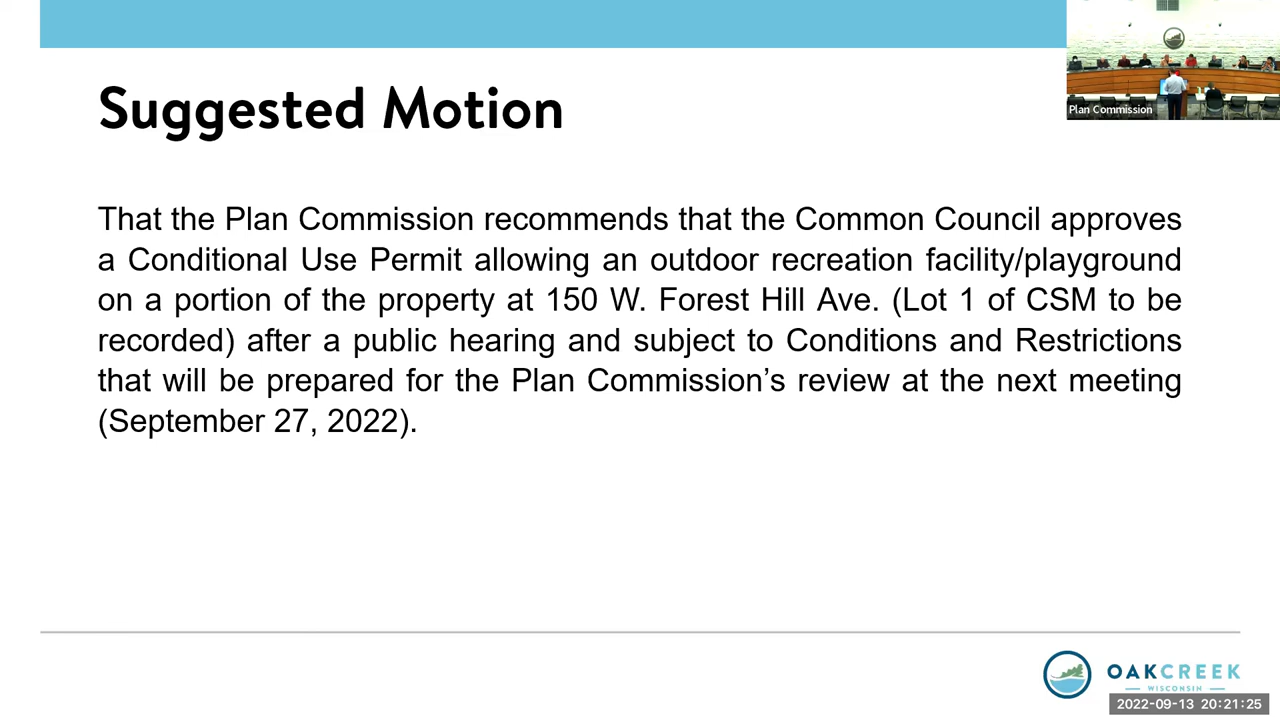 Plan Commission
Suggested Motion
That the Plan Commission recommends that the Common Council approves
a Conditional Use Permit allowing an outdoor recreation facility/playground
on a portion of the property at 150 W. Forest Hill Ave. (Lot 1 of CSM to be
recorded) after a public hearing and subject to Conditions and Restrictions
that will be prepared for the Plan Commission’s review at the next meeting
(September 27, 2022).
OAKCREEK
WISCONSIN
2022-09-13 20:21:25